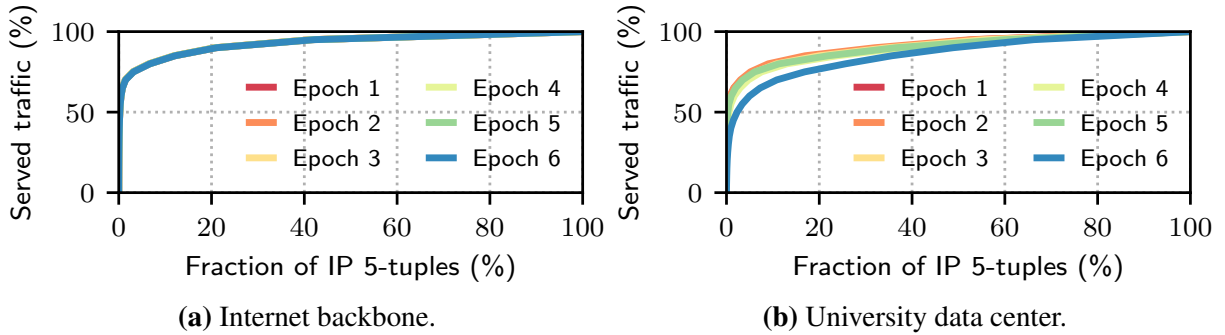 Served traffic (%)
100
50
0
Epoch 1
Epoch 2
Epoch 3
Epoch 4
Epoch 5
Epoch 6
0 20 40 60 80 100
Fraction of IP 5-tuples (%)
(a) Internet backbone.
Served traffic (%)
100
50
0
Epoch 1
Epoch 2
Epoch 3
Epoch 4
Epoch 5
Epoch 6
0 20 40 60 80 100
Fraction of IP 5-tuples (%)
(b) University data center.